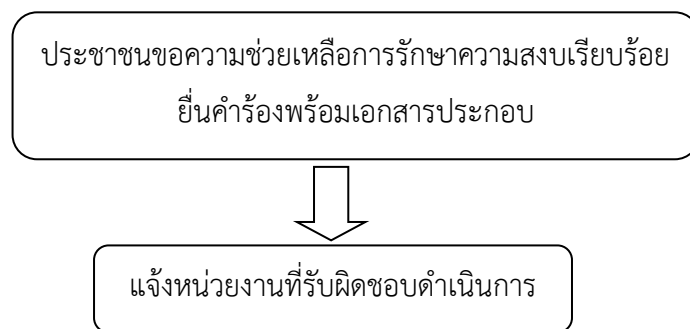 ประชาชนขอความช่วยเหลือการรักษาความสงบเรียบร้อย
ยื่นคำร้องพร้อมเอกสารประกอบ
แจ้งหน่วยงานที่รับผิดชอบดำเนินการ